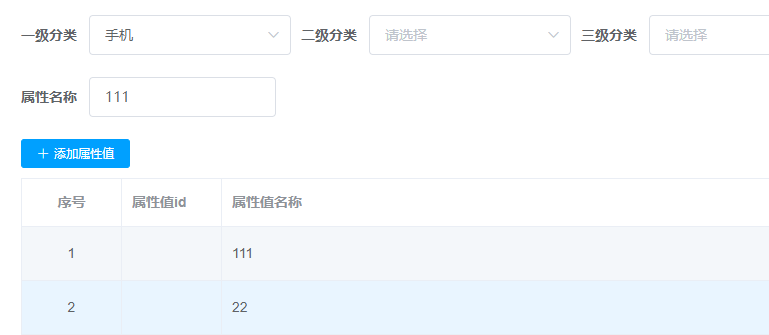 一级分类 手机 二级分类 请选择 三级分类 请选择
属性名称 111
+ 添加属性值
序号 属性值id 属性值名称
1 111
2 22